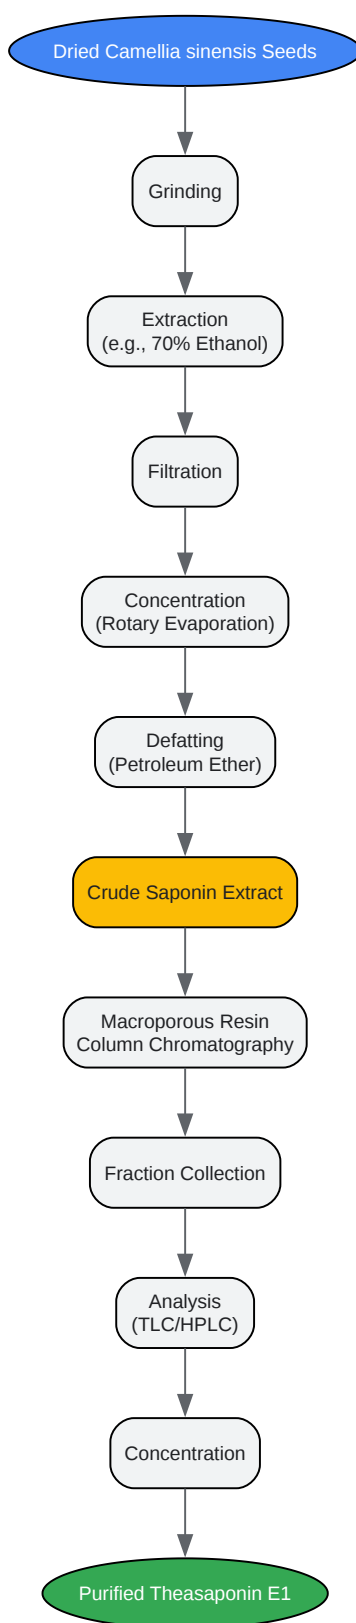 Dried Camellia sinensis Seeds
Grinding
Extraction
(e.g., 70% Ethanol)
Filtration
Concentration
(Rotary Evaporation)
Defatting
(Petroleum Ether)
Crude Saponin Extract
Macroporous Resin
Column Chromatography
Fraction Collection
Analysis
(TLC/HPLC)
Concentration
Purified Theasaponin E1